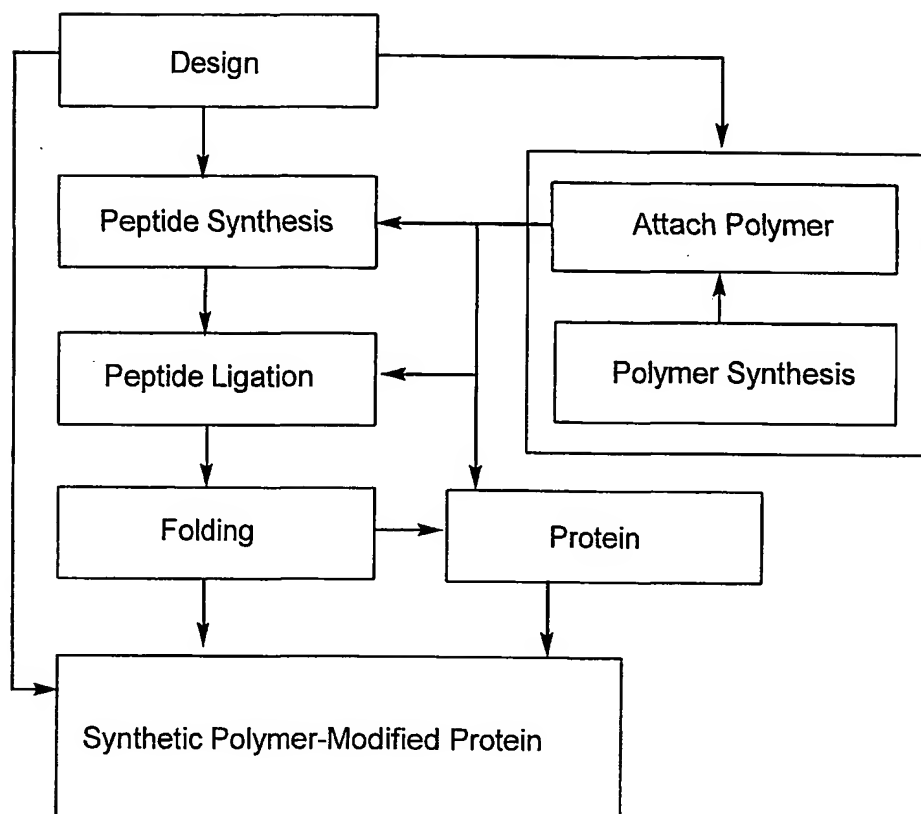 Design
Peptide Synthesis
Attach Polymer
Peptide Ligation
Polymer Synthesis
Folding
Protein
Synthetic Polymer-Modified Protein